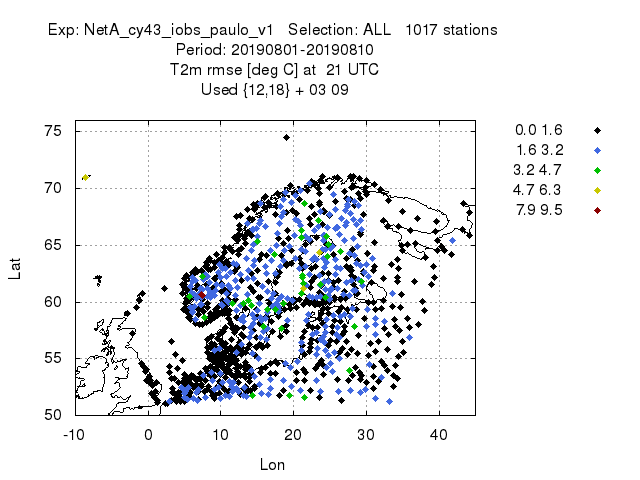 Exp: NetA_cy43_iobs_paulo_v1 Selection: ALL 1017 stations
Period: 20190801-20190810
T2m rmse [deg C] at 21 UTC
Used {12,18} + 03 09
0.0 1.6
1.6 3.2
3.2 4.7
4.7 6.3
7.9 9.5
75
70
65
60
55
50
Lat
-10 0 10 20 30 40
Lon